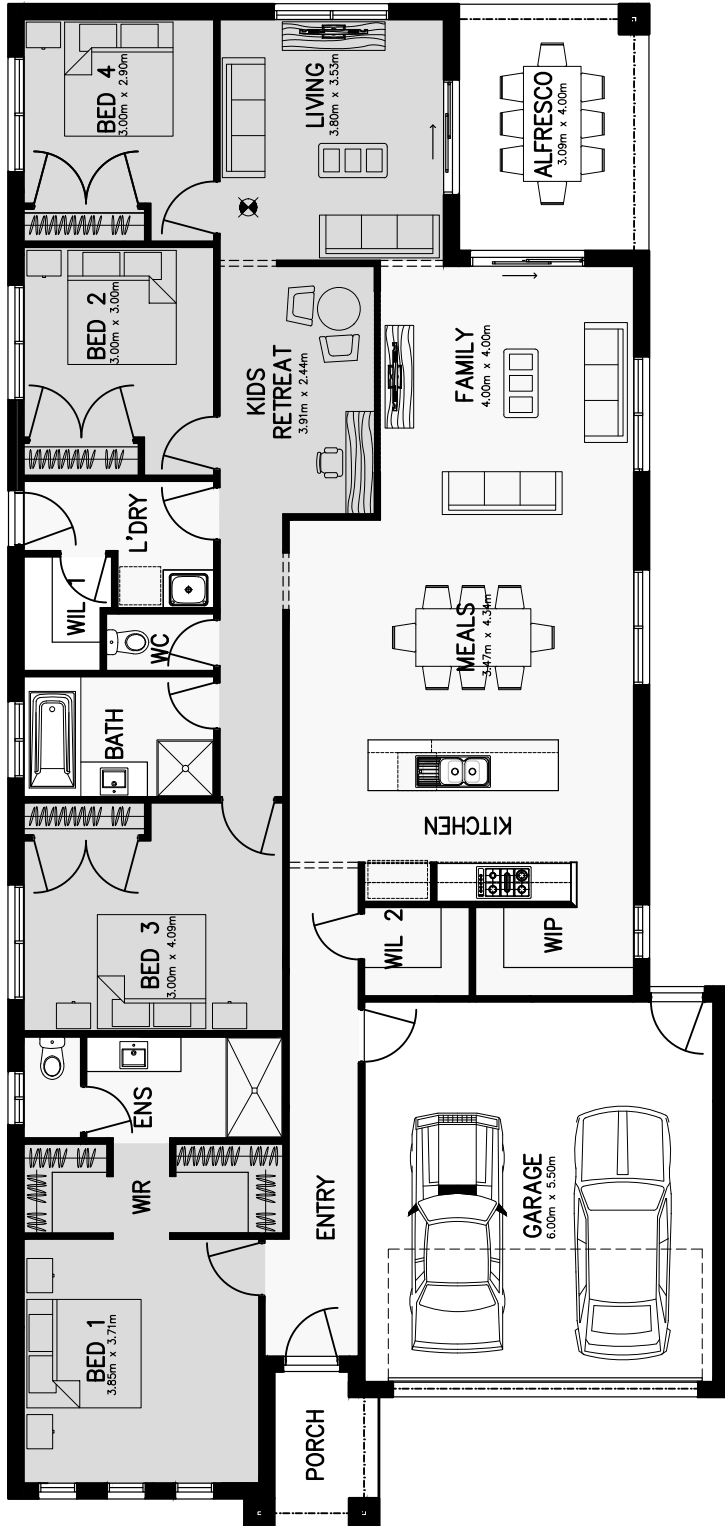 BED 4
3.00m x 2.90m
LIVING
3.80m x 3.53m
ALFRESCO
3.09m x 4.00m
BED 2
3.00m x 3.00m
KIDS
RETREAT
3.91m x 2.44m
FAMILY
4.00m x 4.00m
L'DRY
WIL 1
WC
MEALS
3.47m x 4.34m
BATH
KITCHEN
BED 3
3.00m x 4.09m
WIL 2
WIP
ENS
WIR
ENTRY
GARAGE
6.00m x 5.50m
BED 1
3.85m x 3.71m
PORCH